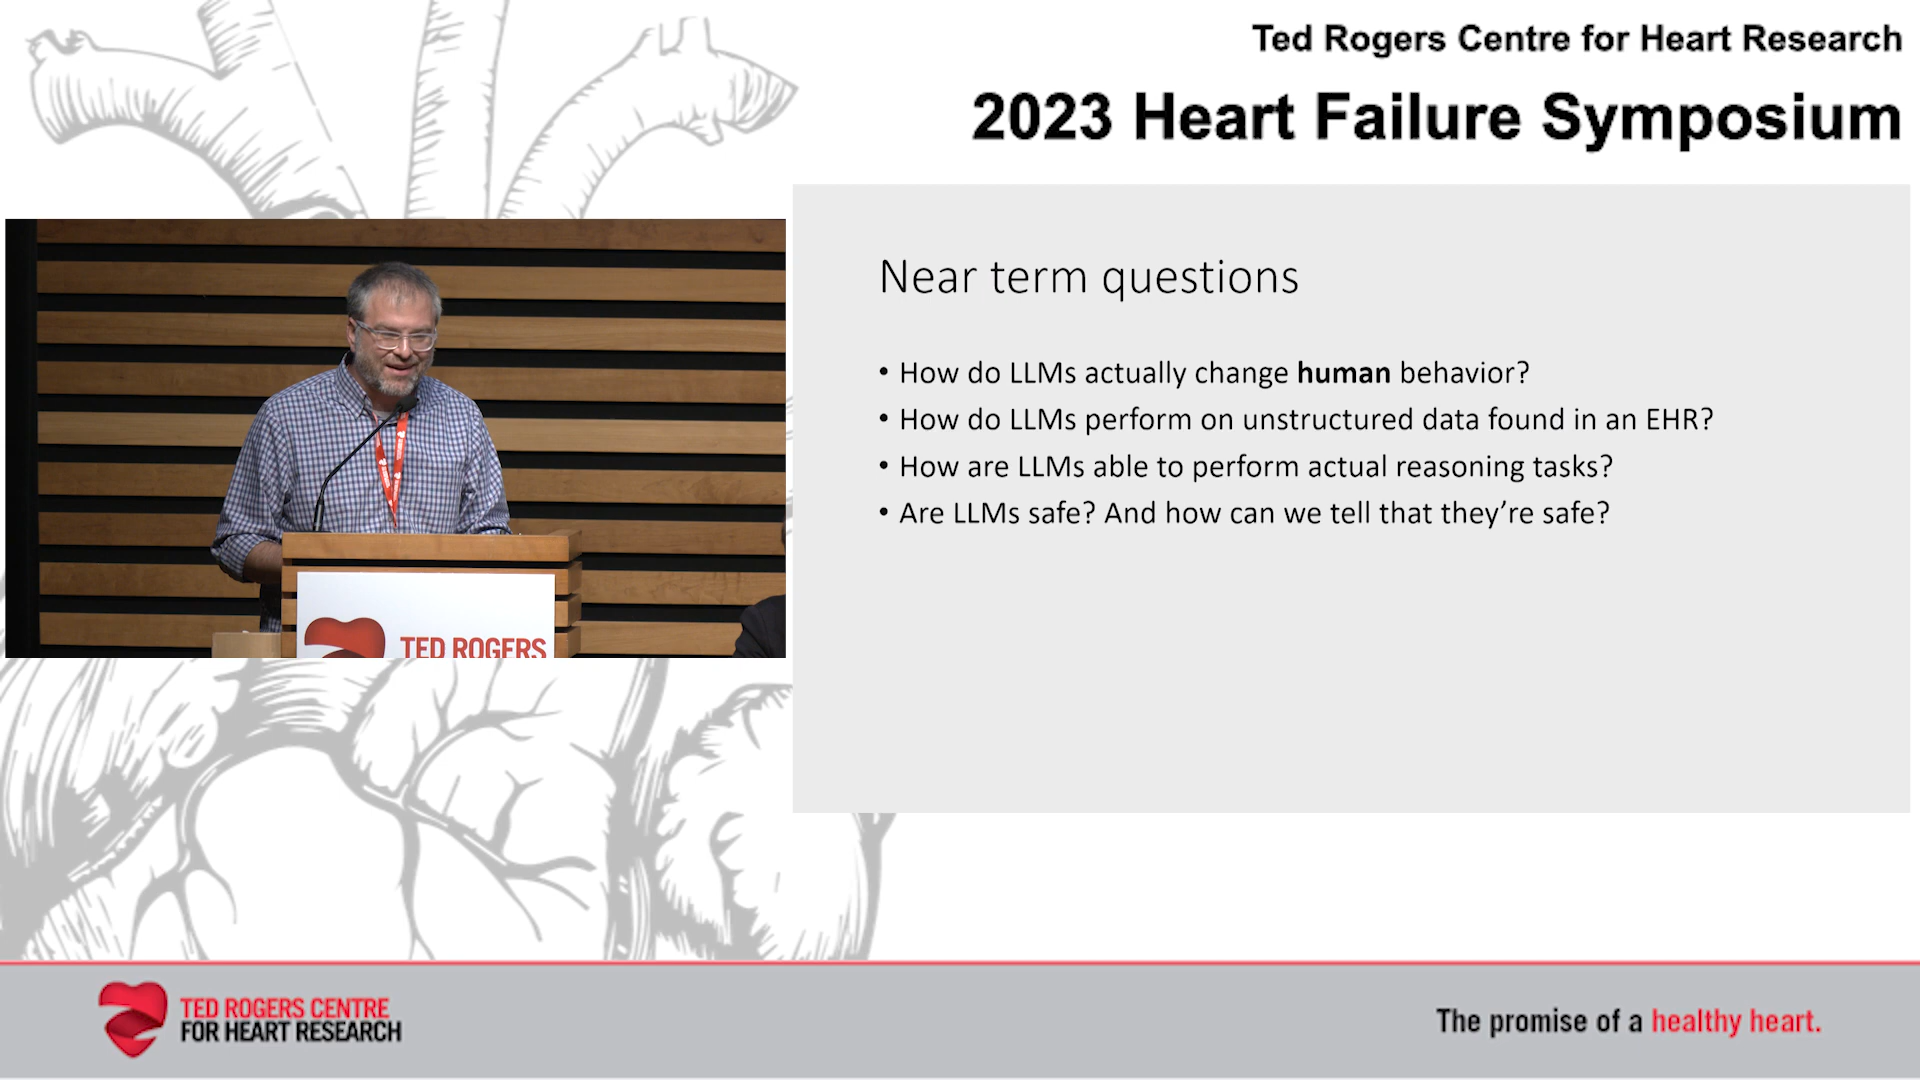 Ted Rogers Centre for Heart Research
2023 Heart Failure Symposium
Near term questions
• How do LLMs actually change human behavior?
• How do LLMs perform on unstructured data found in an EHR?
• How are LLMs able to perform actual reasoning tasks?
• Are LLMs safe? And how can we tell that they’re safe?
TED ROGERS
TED ROGERS CENTRE
FOR HEART RESEARCH
The promise of a healthy heart.